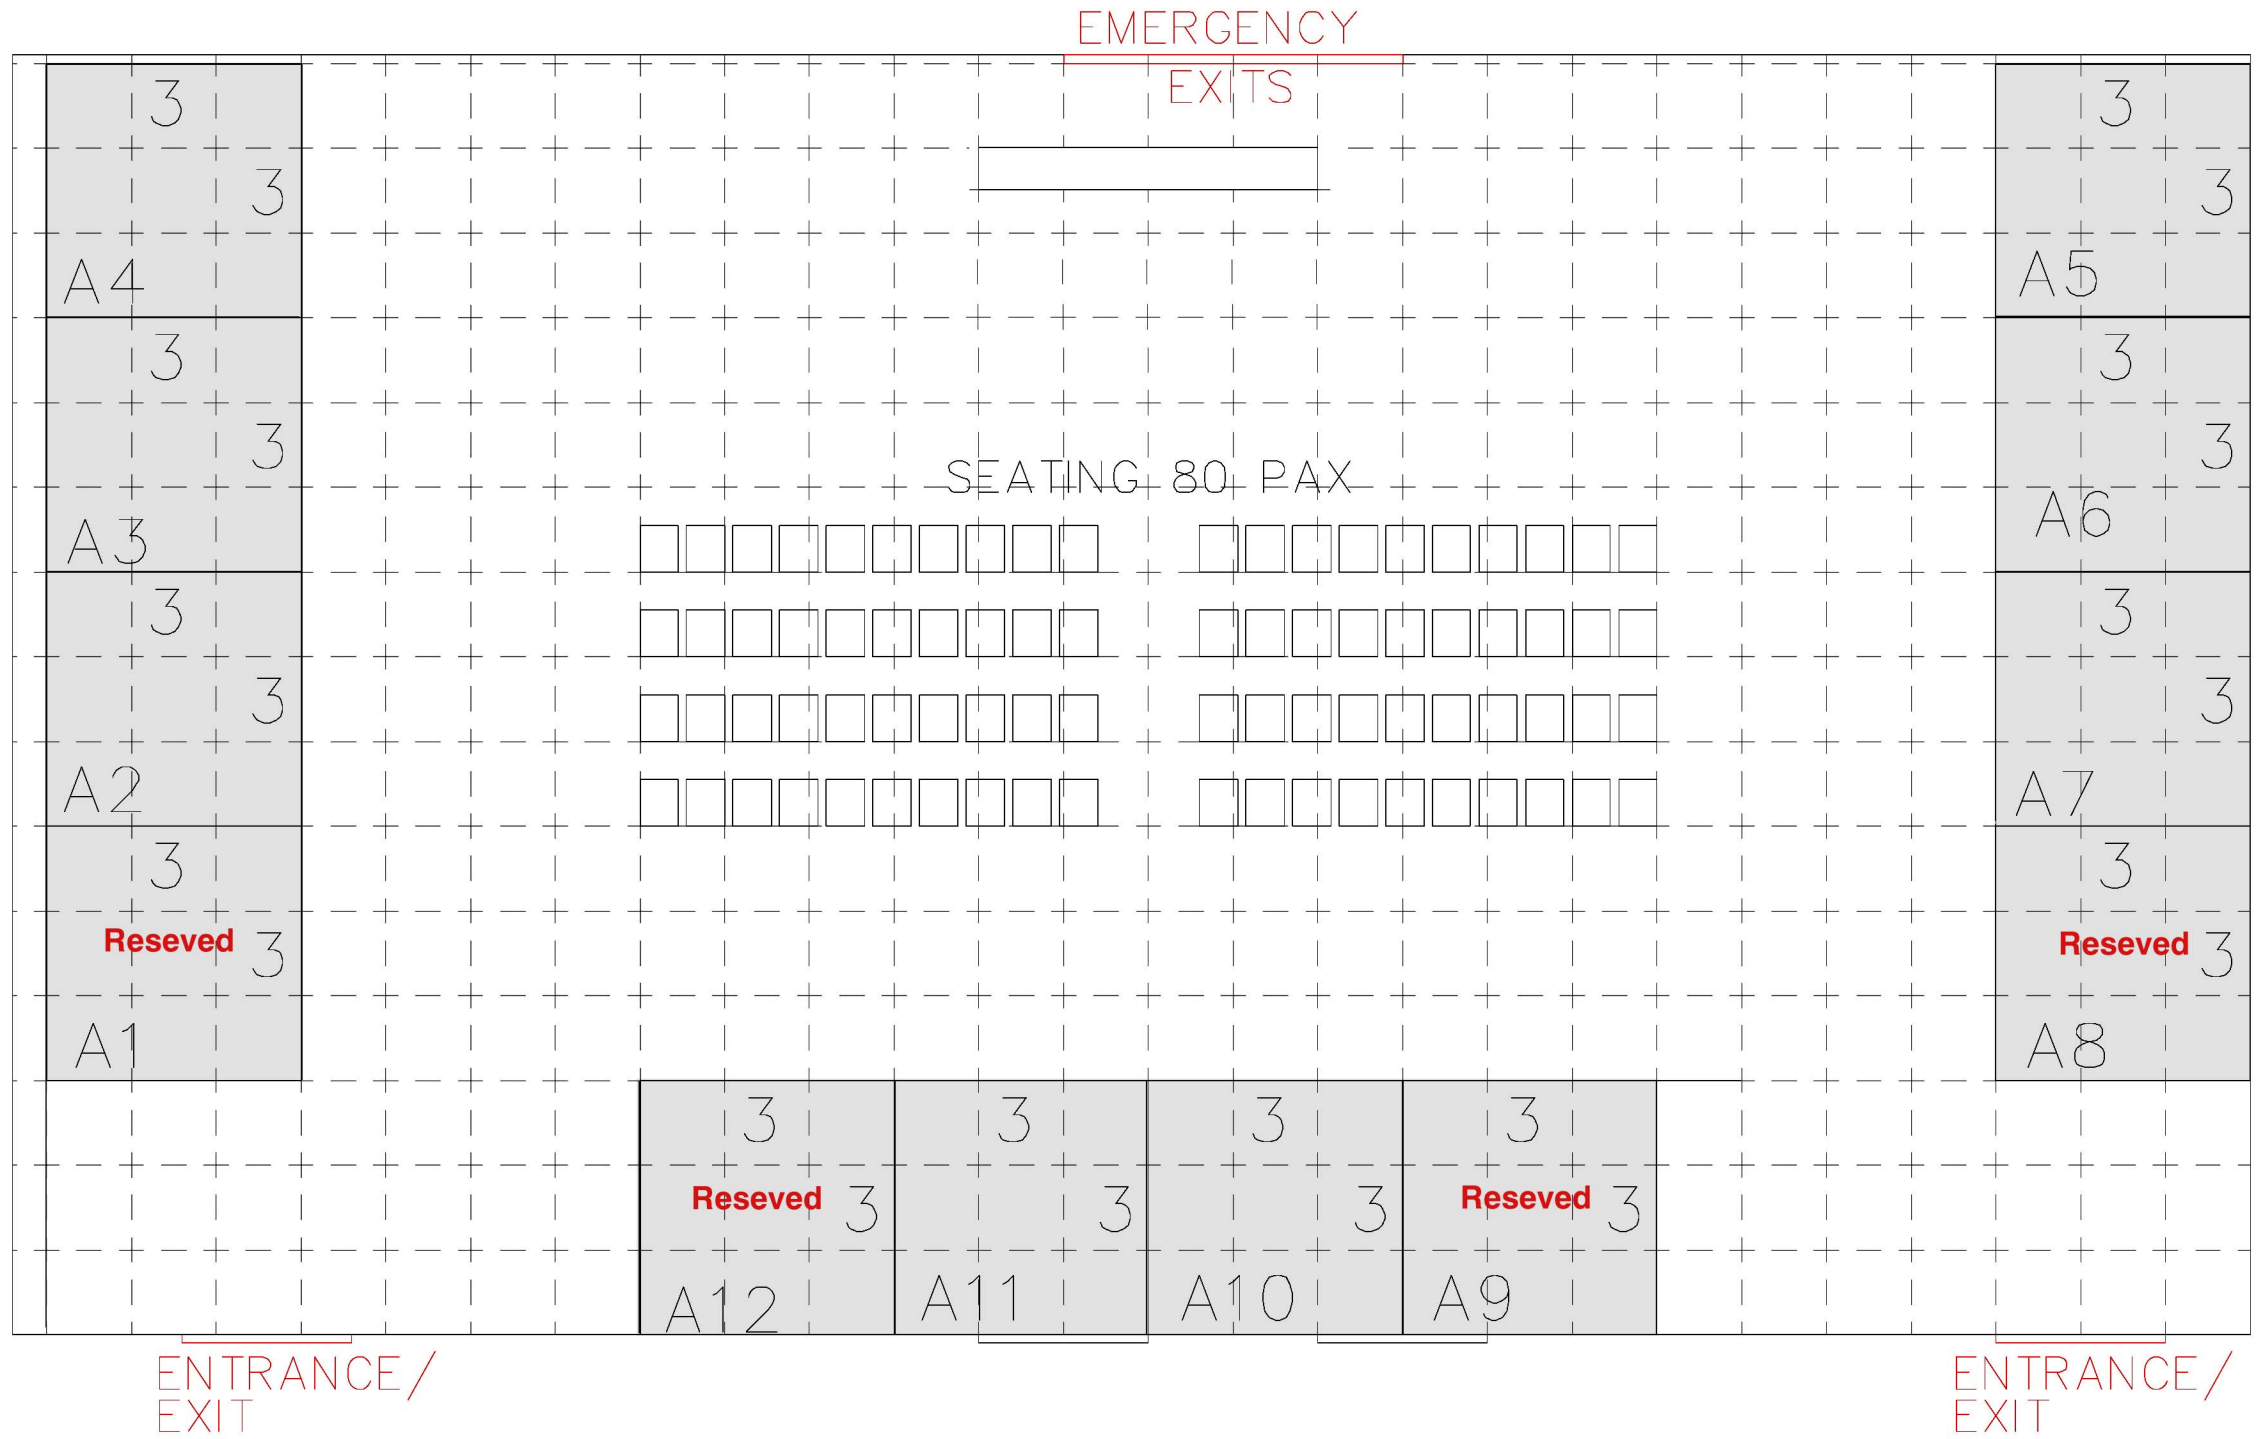 EMERGENCY
EXITS
3
3
A4
3
3
A5
3
3
A3
3
3
A6
SEATING 80 PAX
3
3
A2
3
3
A7
3
Reseved 3
A1
3
Reseved 3
A8
3
Reseved 3
A12
3
3
A11
3
3
A10
3
Reseved 3
A9
ENTRANCE/
EXIT
ENTRANCE/
EXIT